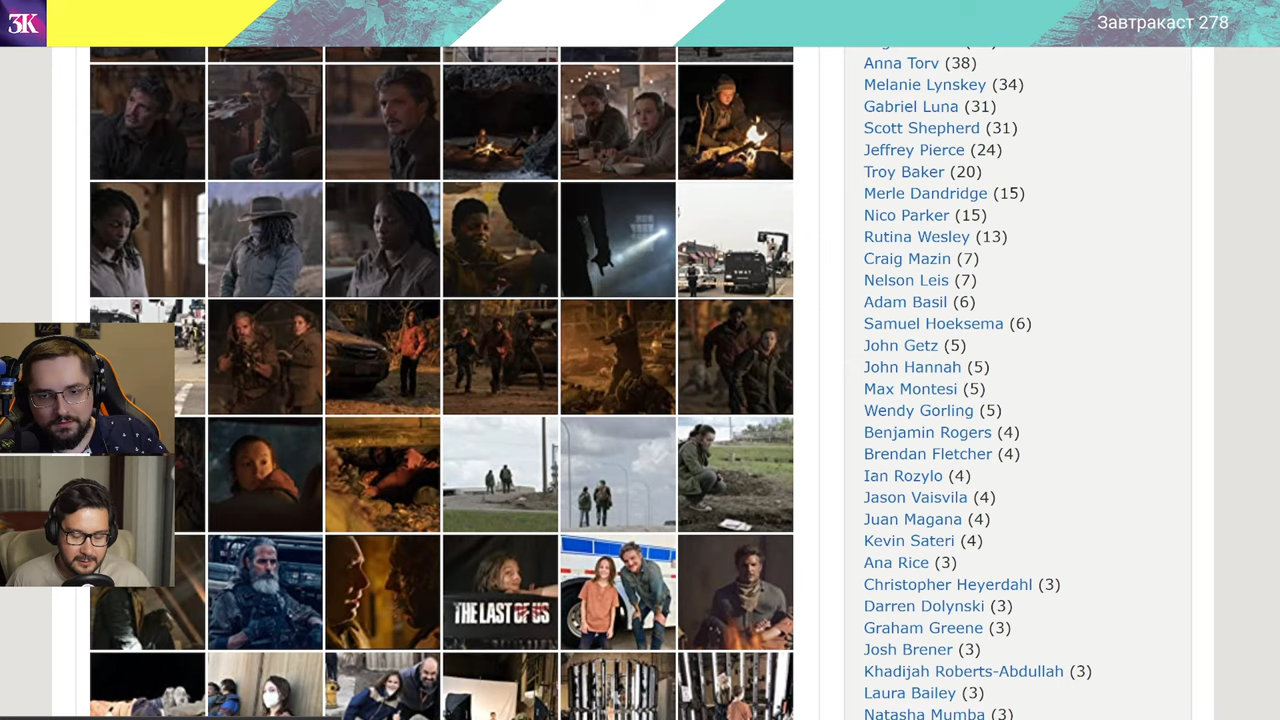 ЗК
Завтракаст 278
Anna Torv (38)
Melanie Lynskey (34)
Gabriel Luna (31)
Scott Shepherd (31)
Jeffrey Pierce (24)
Troy Baker (20)
Merle Dandridge (15)
Nico Parker (15)
Rutina Wesley (13)
Craig Mazin (7)
Nelson Leis (7)
Adam Basil (6)
Samuel Hoeksema (6)
John Getz (5)
John Hannah (5)
Max Montesi (5)
Wendy Gorling (5)
Benjamin Rogers (4)
Brendan Fletcher (4)
Ian Rozylo (4)
Jason Vaisvila (4)
Juan Magana (4)
Kevin Sateri (4)
Ana Rice (3)
Christopher Heyerdahl (3)
Darren Dolynski (3)
Graham Greene (3)
Josh Brener (3)
Khadijah Roberts-Abdullah (3)
Laura Bailey (3)
Natasha Mumba (3)
SWAT
THE LAST OF US